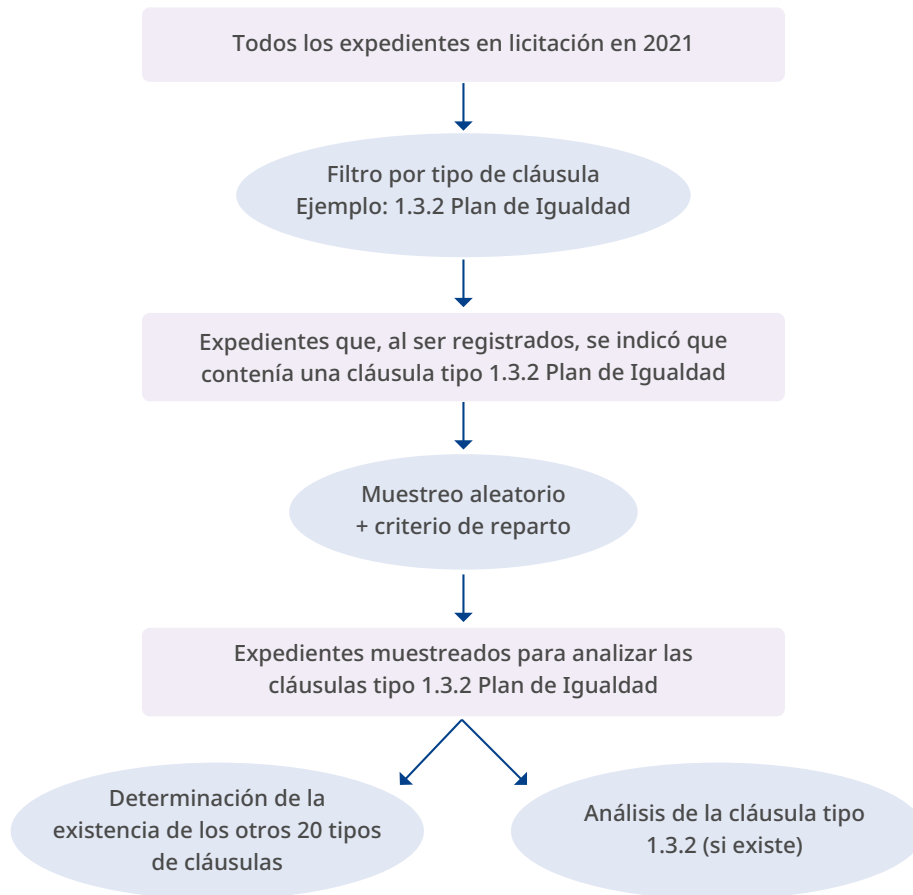 Todos los expedientes en licitación en 2021
Filtro por tipo de cláusula
Ejemplo: 1.3.2 Plan de Igualdad
Expedientes que, al ser registrados, se indicó que
contenía una cláusula tipo 1.3.2 Plan de Igualdad
Muestreo aleatorio
+ criterio de reparto
Expedientes muestreados para analizar las
cláusulas tipo 1.3.2 Plan de Igualdad
Determinación de la
existencia de los otros 20 tipos
de cláusulas
Análisis de la cláusula tipo
1.3.2 (si existe)